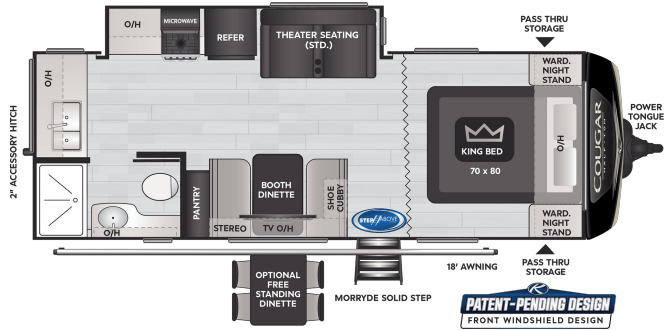 PASS THRU
STORAGE
O/H
MICROWAVE
REFER
THEATER SEATING
(STD.)
O/H
WARD.
NIGHT
STAND
2" ACCESSORY HITCH
POWER
TONGUE
JACK
COUGAR
HALF-TON
KING BED
70 x 80
O/H
BOOTH
DINETTE
PANTRY
SHOE
CUBBY
O/H
STEREO
TV O/H
STEP ABOVE
WARD.
NIGHT
STAND
18' AWNING
PASS THRU
STORAGE
OPTIONAL
FREE
STANDING
DINETTE
MORRYDE SOLID STEP
K
PATENT-PENDING DESIGN
FRONT WINDSHIELD DESIGN